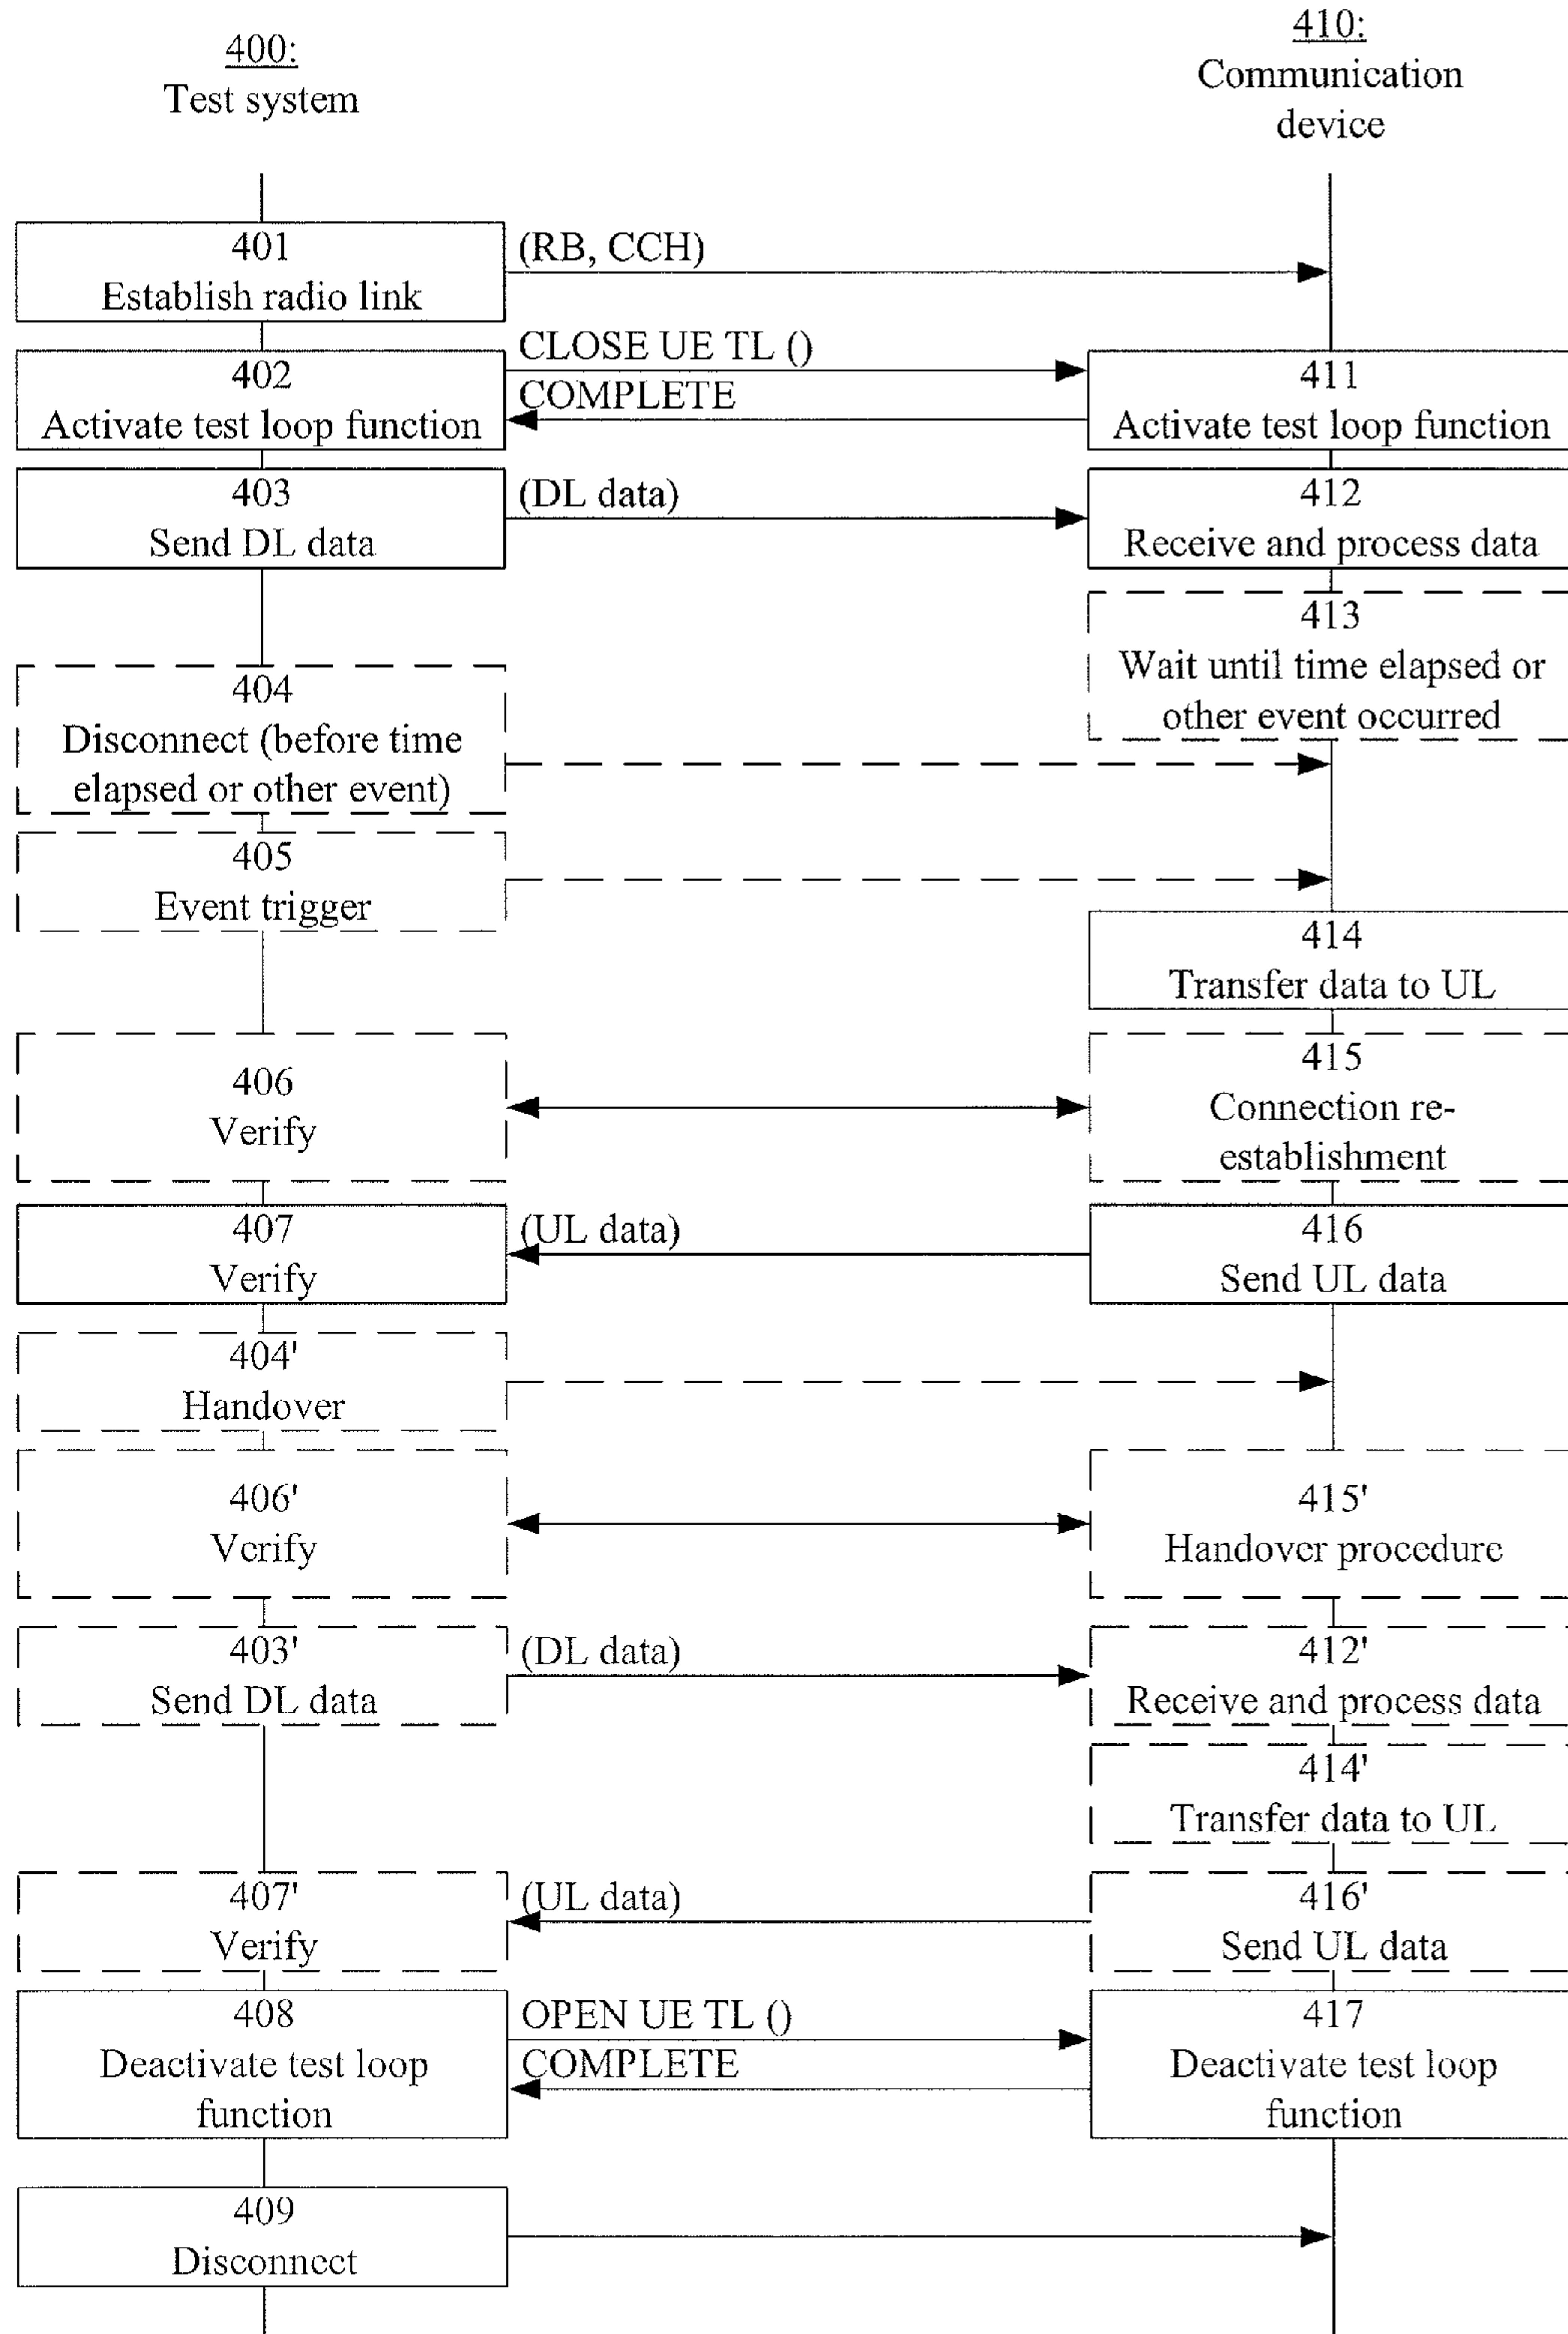 400:
Test system
410:
Communication
device
401
Establish radio link
(RB, CCH)
402
Activate test loop function
CLOSE UE TL ()
COMPLETE
411
Activate test loop function
403
Send DL data
(DL data)
412
Receive and process data
413
Wait until time elapsed or
other event occurred
404
Disconnect (before time
elapsed or other event)
405
Event trigger
414
Transfer data to UL
406
Verify
415
Connection re-
establishment
407
Verify
(UL data)
416
Send UL data
404'
Handover
406'
Verify
415'
Handover procedure
403'
Send DL data
(DL data)
412'
Receive and process data
414'
Transfer data to UL
407'
Verify
(UL data)
416'
Send UL data
408
Deactivate test loop
function
OPEN UE TL ()
COMPLETE
417
Deactivate test loop
function
409
Disconnect